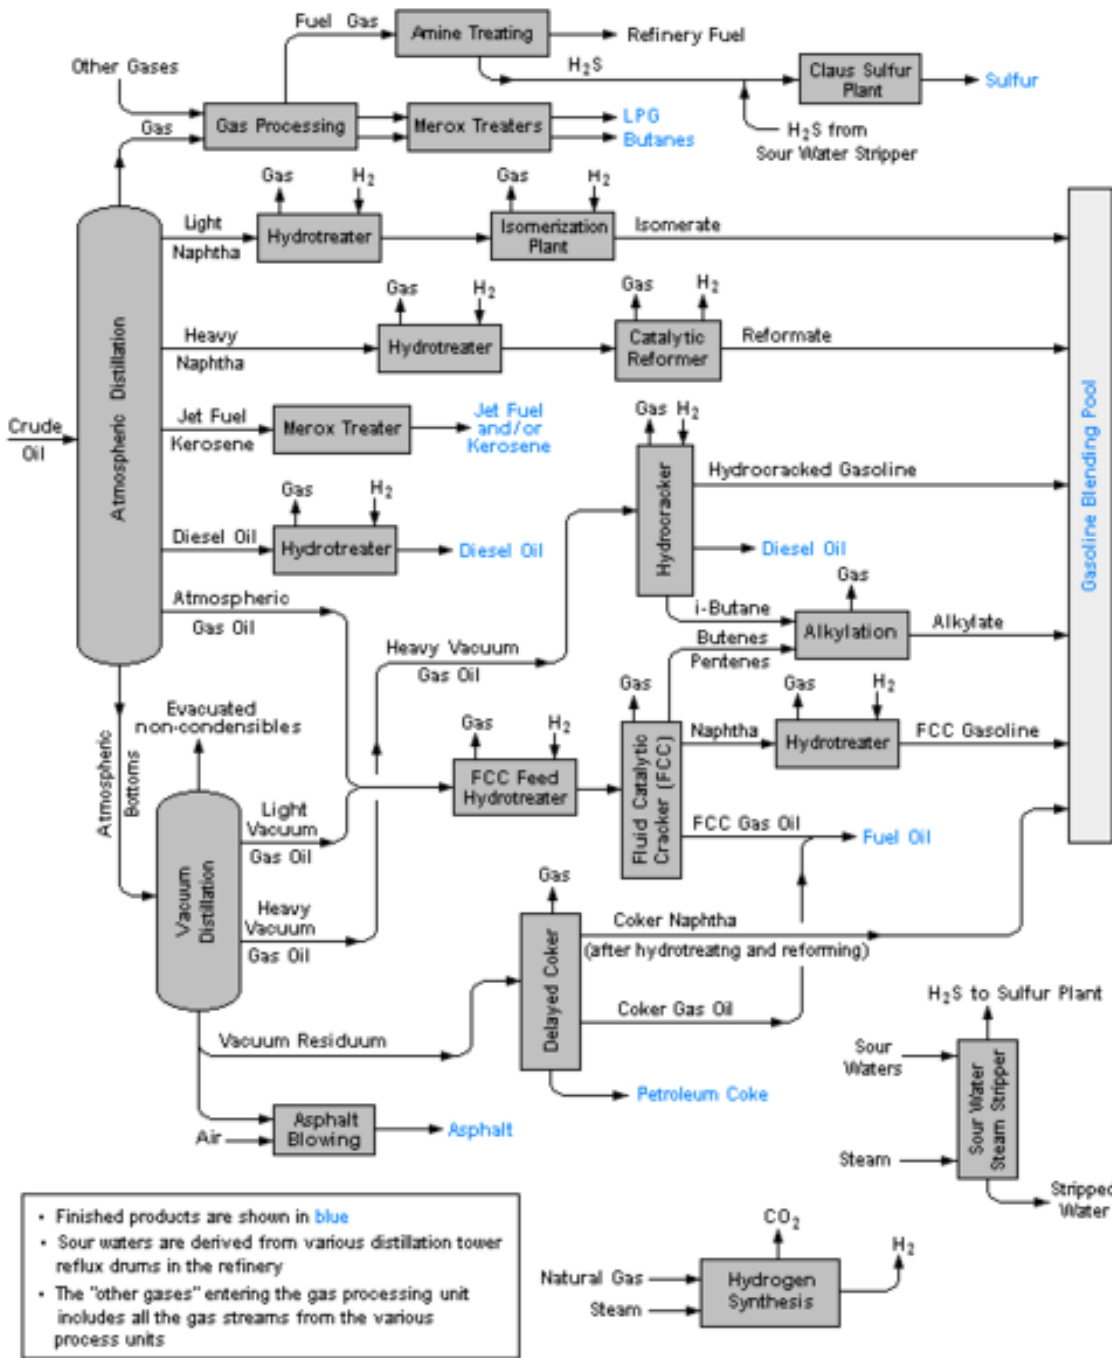 Fuel Gas
Amine Treating
Refinery Fuel
Other Gases
H2S
Claus Sulfur
Plant
Sulfur
Gas
Gas Processing
Merox Treaters
LPG
Butanes
H2S from
Sour Water Stripper
Gas
H2
Gas
H2
Light
Naphtha
Hydrotreater
Isomerization
Plant
Isomerate
Gas
H2
Gas
H2
Heavy
Naphtha
Hydrotreater
Catalytic
Reformer
Reformate
Crude
Oil
Atmospheric Distillation
Jet Fuel
Kerosene
Merox Treater
Jet Fuel
and/or
Kerosene
Gas
H2
Hydrocracker
Hydrocracked Gasoline
Gasoline Blending Pool
Gas
H2
Diesel Oil
Hydrotreater
Diesel Oil
Diesel Oil
Atmospheric
Gas Oil
i-Butane
Gas
Butenes
Pentenes
Alkylation
Alkylate
Heavy Vacuum
Gas Oil
Evacuated
non-condensibles
Atmospheric
Bottoms
Gas
H2
FCC Feed
Hydrotreater
Gas
Fluid Catalytic
Cracker (FCC)
Naphtha
Gas
H2
Hydrotreater
FCC Gasoline
Light
Vacuum
Gas Oil
FCC Gas Oil
Fuel Oil
Vacuum
Distillation
Heavy
Vacuum
Gas Oil
Gas
Delayed Coker
Coker Naphtha
(after hydrotreatng and reforming)
Coker Gas Oil
Vacuum Residuum
Petroleum Coke
Air
Asphalt
Blowing
Asphalt
H2S to Sulfur Plant
Sour
Waters
Sour Water
Steam Stripper
Steam
Stripped
Water
• Finished products are shown in blue
• Sour waters are derived from various distillation tower
reflux drums in the refinery
• The "other gases" entering the gas processing unit
includes all the gas streams from the various
process units
CO2
H2
Natural Gas
Steam
Hydrogen
Synthesis